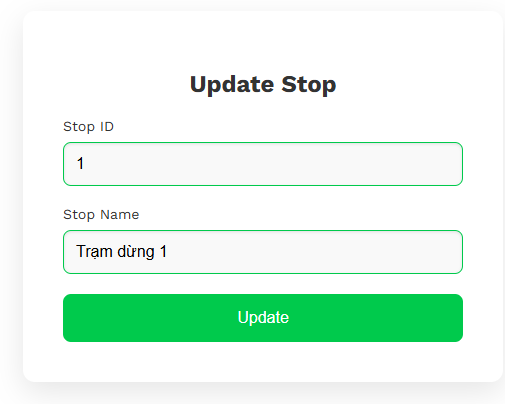 Update Stop
Stop ID
1
Stop Name
Trạm dừng 1
Update